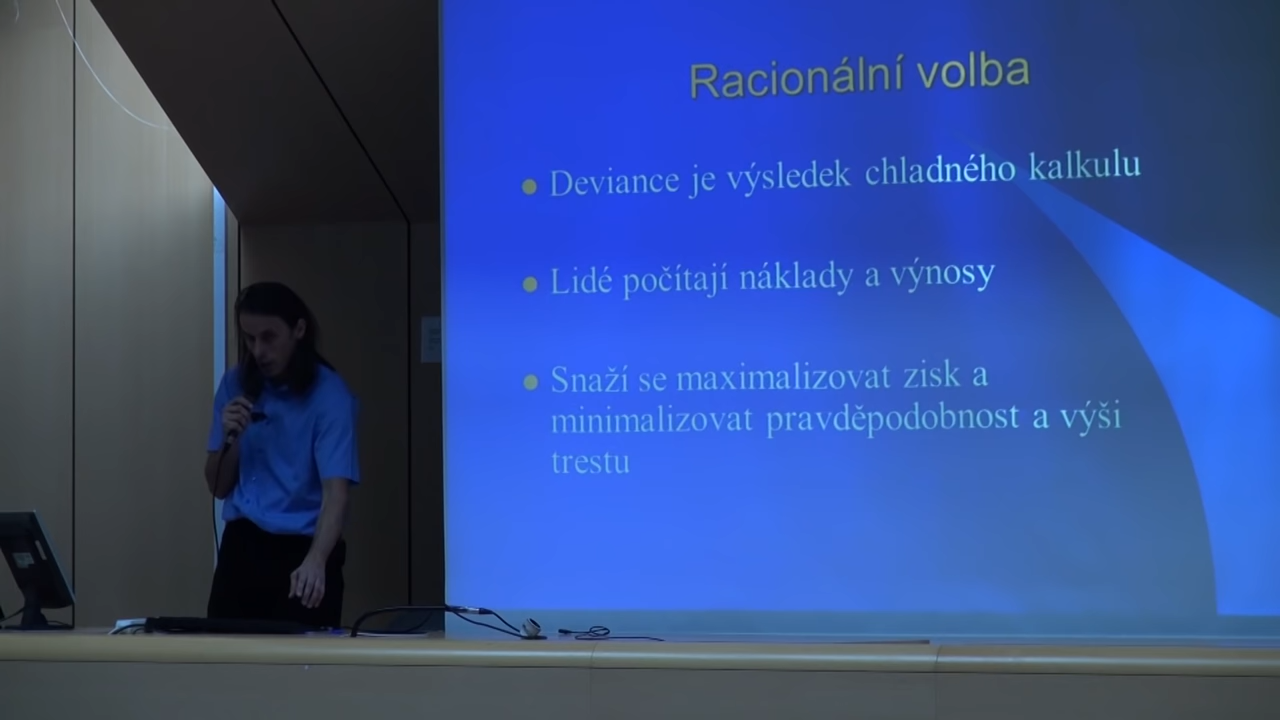 Racionální volba
Deviance je výsledek chladného kalkulu
Lidé počítají náklady a výnosy
Snaží se maximalizovat zisk a
minimalizovat pravděpodobnost a výši
trestu